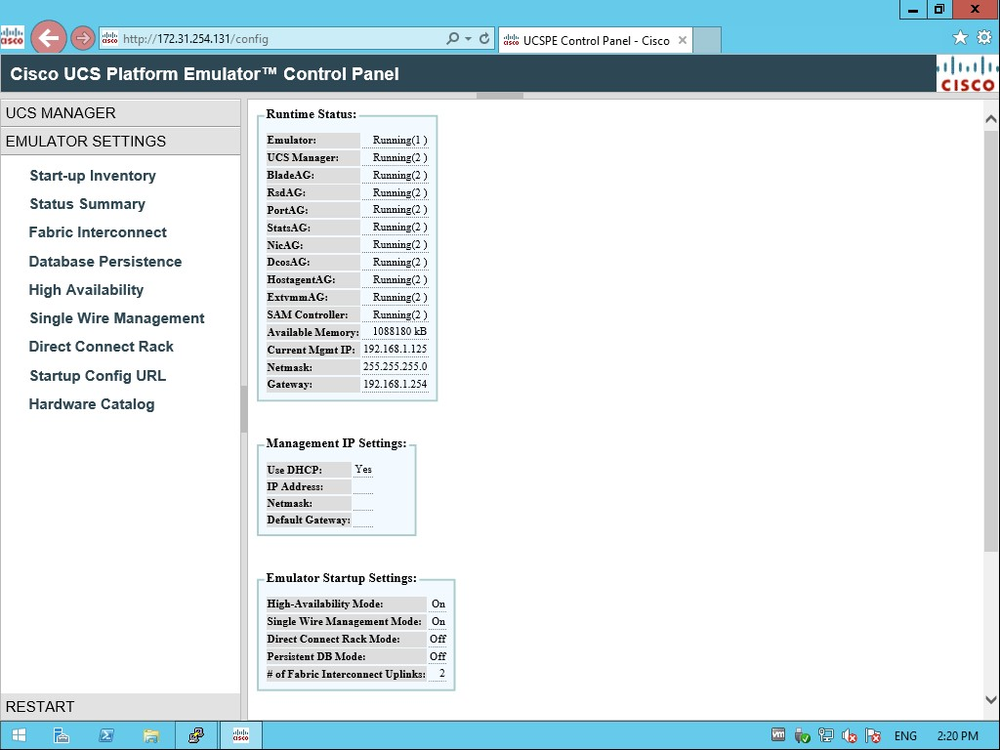 cisco
http://172.31.254.131/config
UCSPE Control Panel - Cisco
Cisco UCS Platform Emulator™ Control Panel
CISCO
UCS MANAGER
EMULATOR SETTINGS
Start-up Inventory
Status Summary
Fabric Interconnect
Database Persistence
High Availability
Single Wire Management
Direct Connect Rack
Startup Config URL
Hardware Catalog
RESTART
Runtime Status:
Emulator: Running(1 )
UCS Manager: Running(2 )
BladeAG: Running(2 )
RsdAG: Running(2 )
PortAG: Running(2 )
StatsAG: Running(2 )
NicAG: Running(2 )
DcosAG: Running(2 )
HostagentAG: Running(2 )
ExtvmmAG: Running(2 )
SAM Controller: Running(2 )
Available Memory: 1088180 kB
Current Mgmt IP: 192.168.1.125
Netmask: 255.255.255.0
Gateway: 192.168.1.254
Management IP Settings:
Use DHCP: Yes
IP Address:
Netmask:
Default Gateway:
Emulator Startup Settings:
High-Availability Mode: On
Single Wire Management Mode: On
Direct Connect Rack Mode: Off
Persistent DB Mode: Off
# of Fabric Interconnect Uplinks: 2
cisco
vm
ENG
2:20 PM